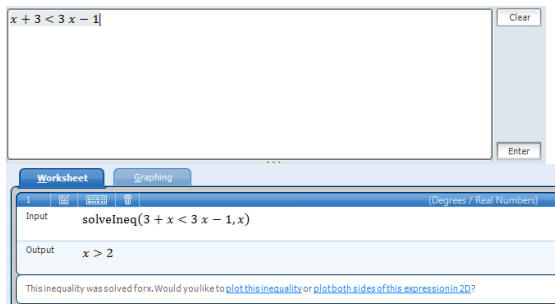 x + 3 < 3 x − 1
Clear
Enter
Worksheet
Graphing
1
(Degrees / Real Numbers)
Input
solveIneq(3 + x < 3 x − 1, x)
Output
x > 2
This inequality was solved for x. Would you like to plot this inequality or plot both sides of this expression in 2D?